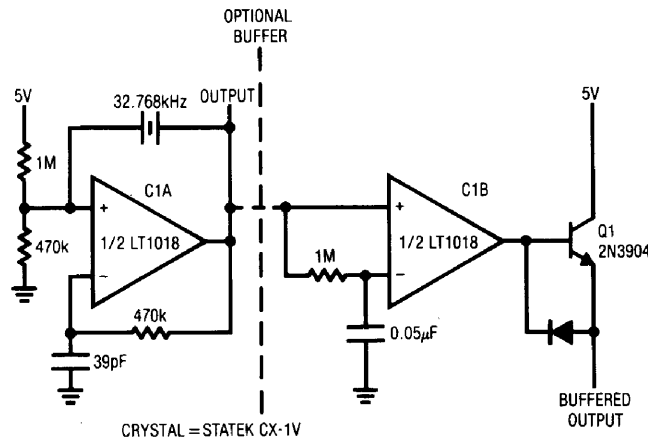 OPTIONAL
BUFFER
5V
32.768kHz
OUTPUT
5V
1M
C1A
C1B
+
1/2 LT1018
−
470k
+
1/2 LT1018
−
Q1
2N3904
1M
470k
39pF
0.05µF
BUFFERED
OUTPUT
CRYSTAL = STATEK CX-1V